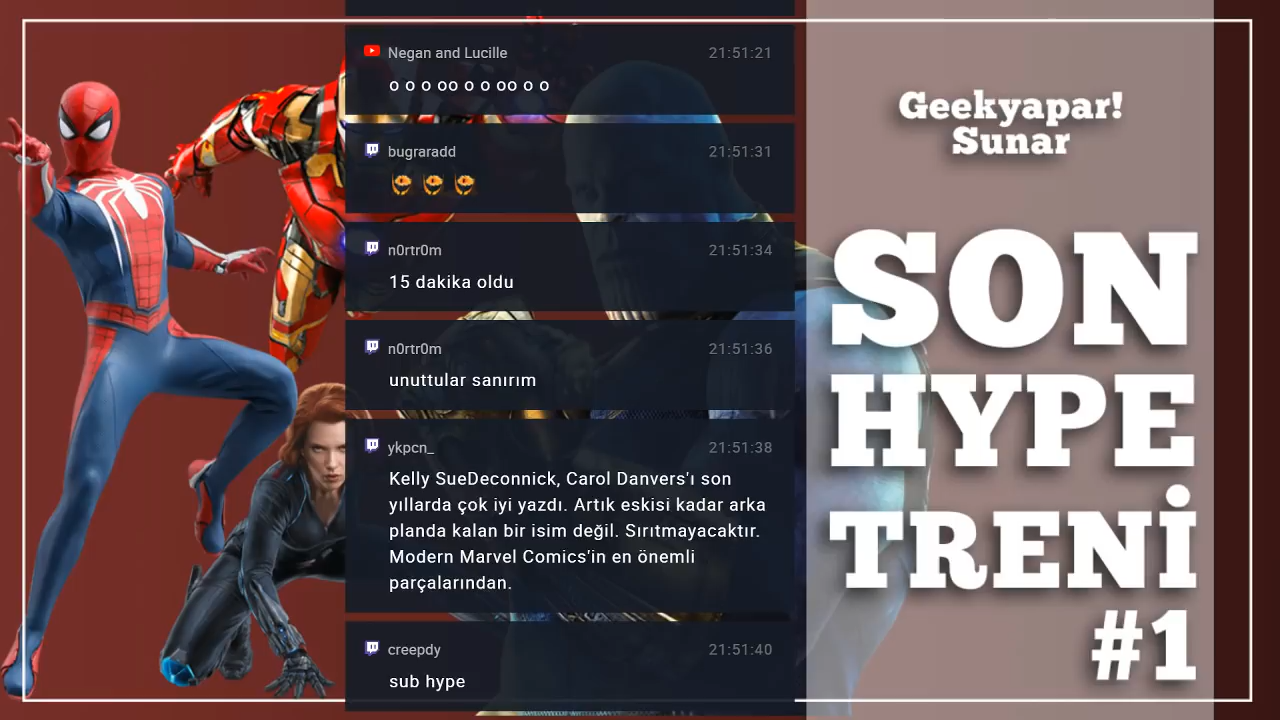 Negan and Lucille 21:51:21
o o o oo o o oo o o
bugraradd 21:51:31
n0rtr0m 21:51:34
15 dakika oldu
n0rtr0m 21:51:36
unuttular sanırım
ykpcn_ 21:51:38
Kelly SueDeconnick, Carol Danvers'ı son
yıllarda çok iyi yazdı. Artık eskisi kadar arka
planda kalan bir isim değil. Sırıtmayacaktır.
Modern Marvel Comics'in en önemli
parçalarından.
creepdy 21:51:40
sub hype
Geekyapar!
Sunar
SON
HYPE
TRENİ
#1